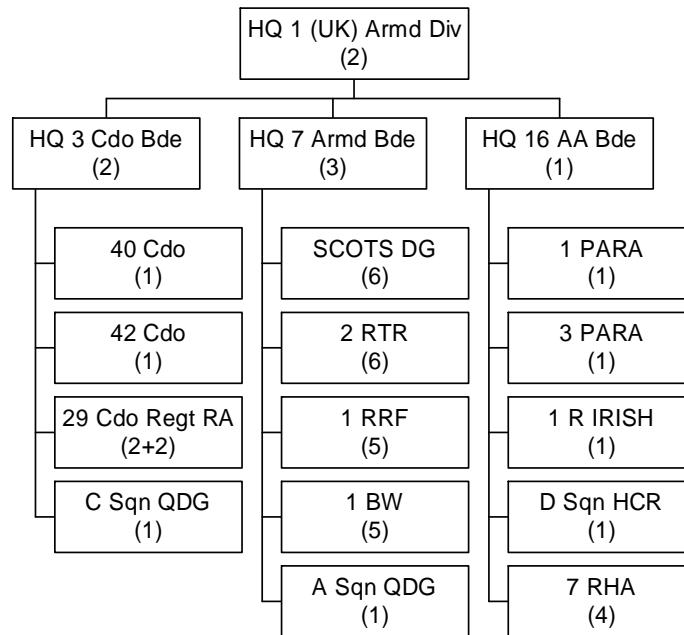 HQ 1 (UK) Armd Div
(2)
HQ 3 Cdo Bde
(2)
HQ 7 Armd Bde
(3)
HQ 16 AA Bde
(1)
40 Cdo
(1)
42 Cdo
(1)
29 Cdo Regt RA
(2+2)
C Sqn QDG
(1)
SCOTS DG
(6)
2 RTR
(6)
1 RRF
(5)
1 BW
(5)
A Sqn QDG
(1)
1 PARA
(1)
3 PARA
(1)
1 R IRISH
(1)
D Sqn HCR
(1)
7 RHA
(4)